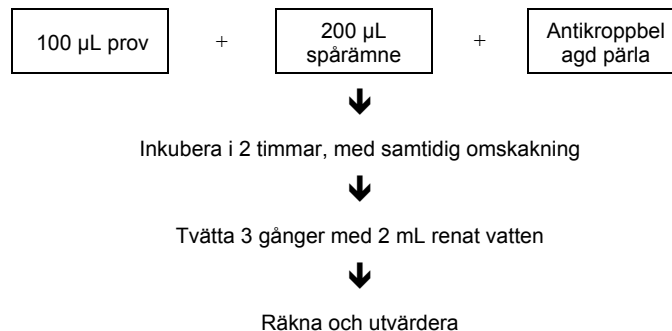 100 µL prov
+
200 µL
spårämne
+
Antikroppbel
agd pärla
Inkubera i 2 timmar, med samtidig omskakning
Tvätta 3 gånger med 2 mL renat vatten
Räkna och utvärdera